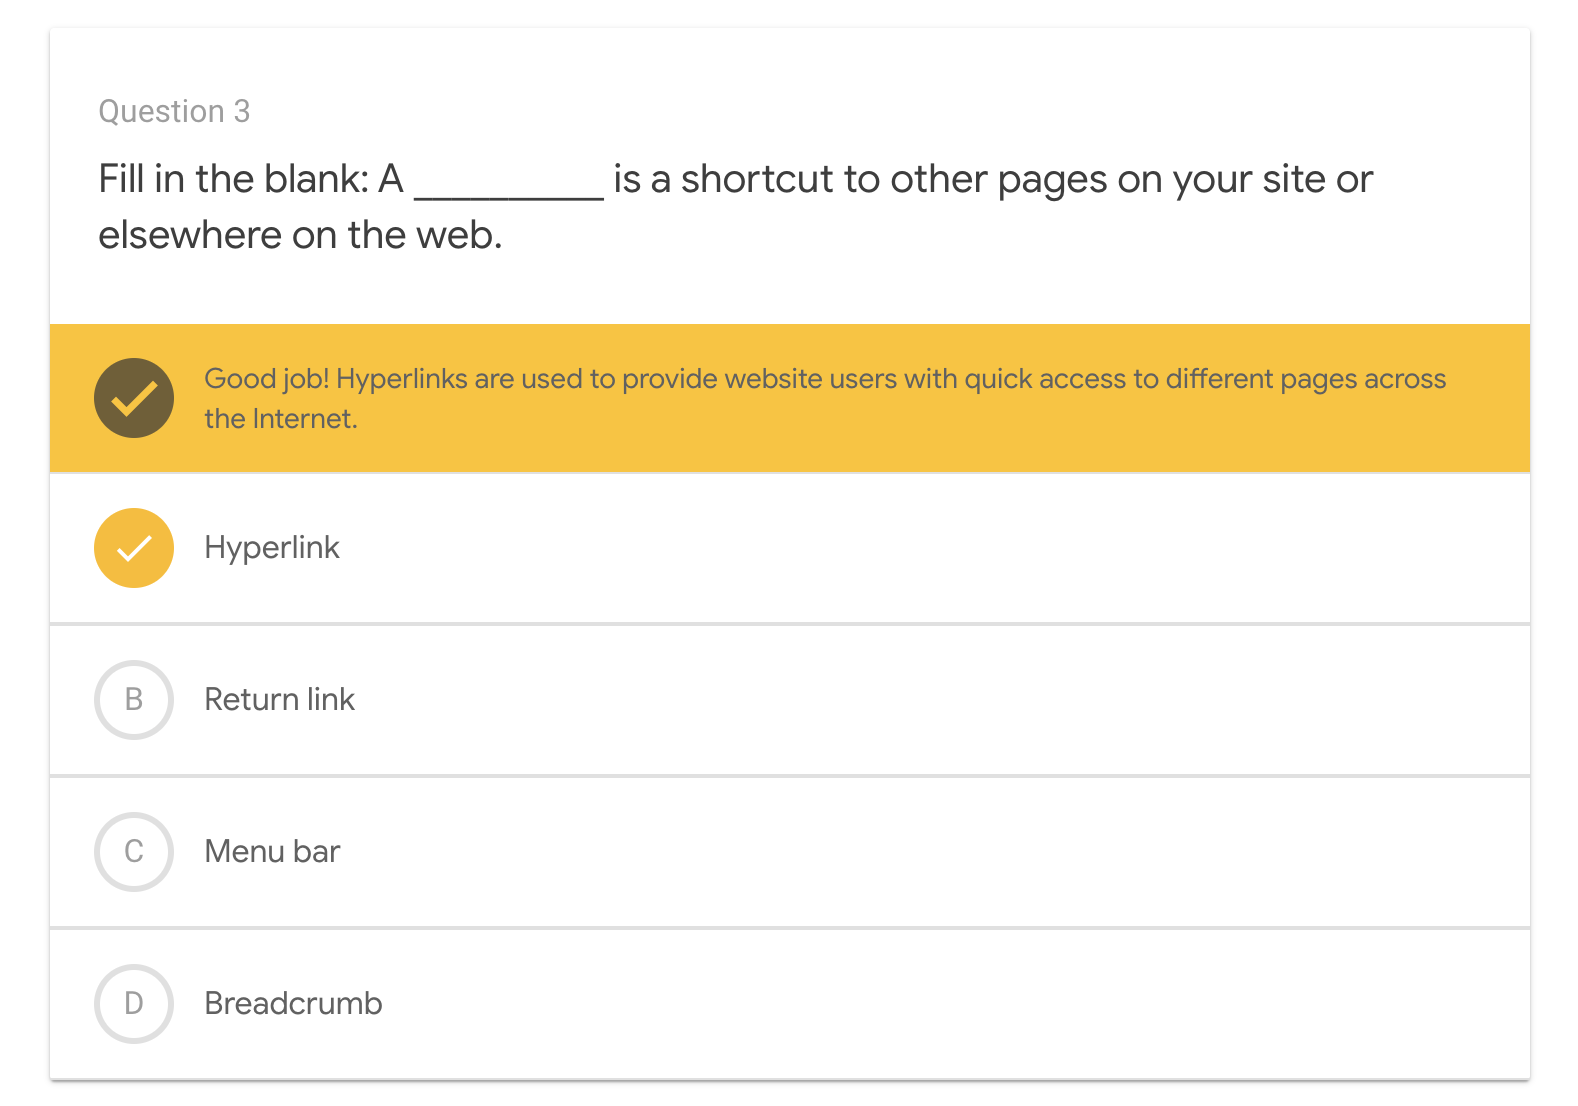 Question 3
Fill in the blank: A __________ is a shortcut to other pages on your site or
elsewhere on the web.
Good job! Hyperlinks are used to provide website users with quick access to different pages across
the Internet.
Hyperlink
B Return link
C Menu bar
D Breadcrumb